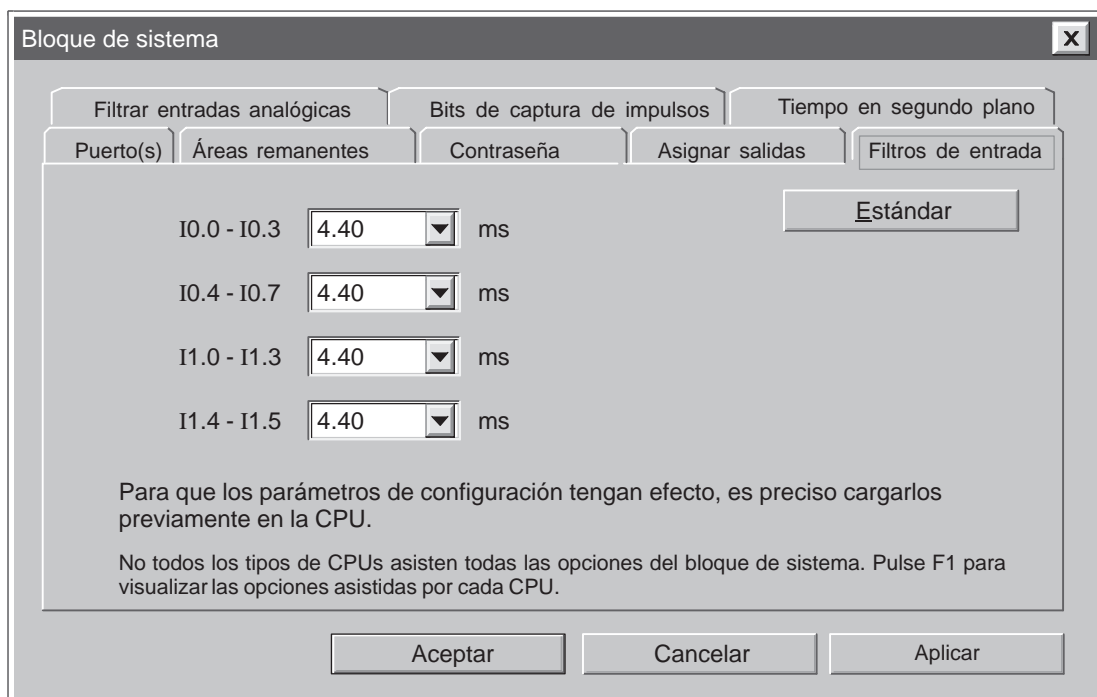 Bloque de sistema
Filtrar entradas analógicas Bits de captura de impulsos Tiempo en segundo plano
Puerto(s) Áreas remanentes Contraseña Asignar salidas Filtros de entrada
Estándar
I0.0 - I0.3 4.40 ms
I0.4 - I0.7 4.40 ms
I1.0 - I1.3 4.40 ms
I1.4 - I1.5 4.40 ms
Para que los parámetros de configuración tengan efecto, es preciso cargarlos
previamente en la CPU.
No todos los tipos de CPUs asisten todas las opciones del bloque de sistema. Pulse F1 para
visualizar las opciones asistidas por cada CPU.
Aceptar Cancelar Aplicar